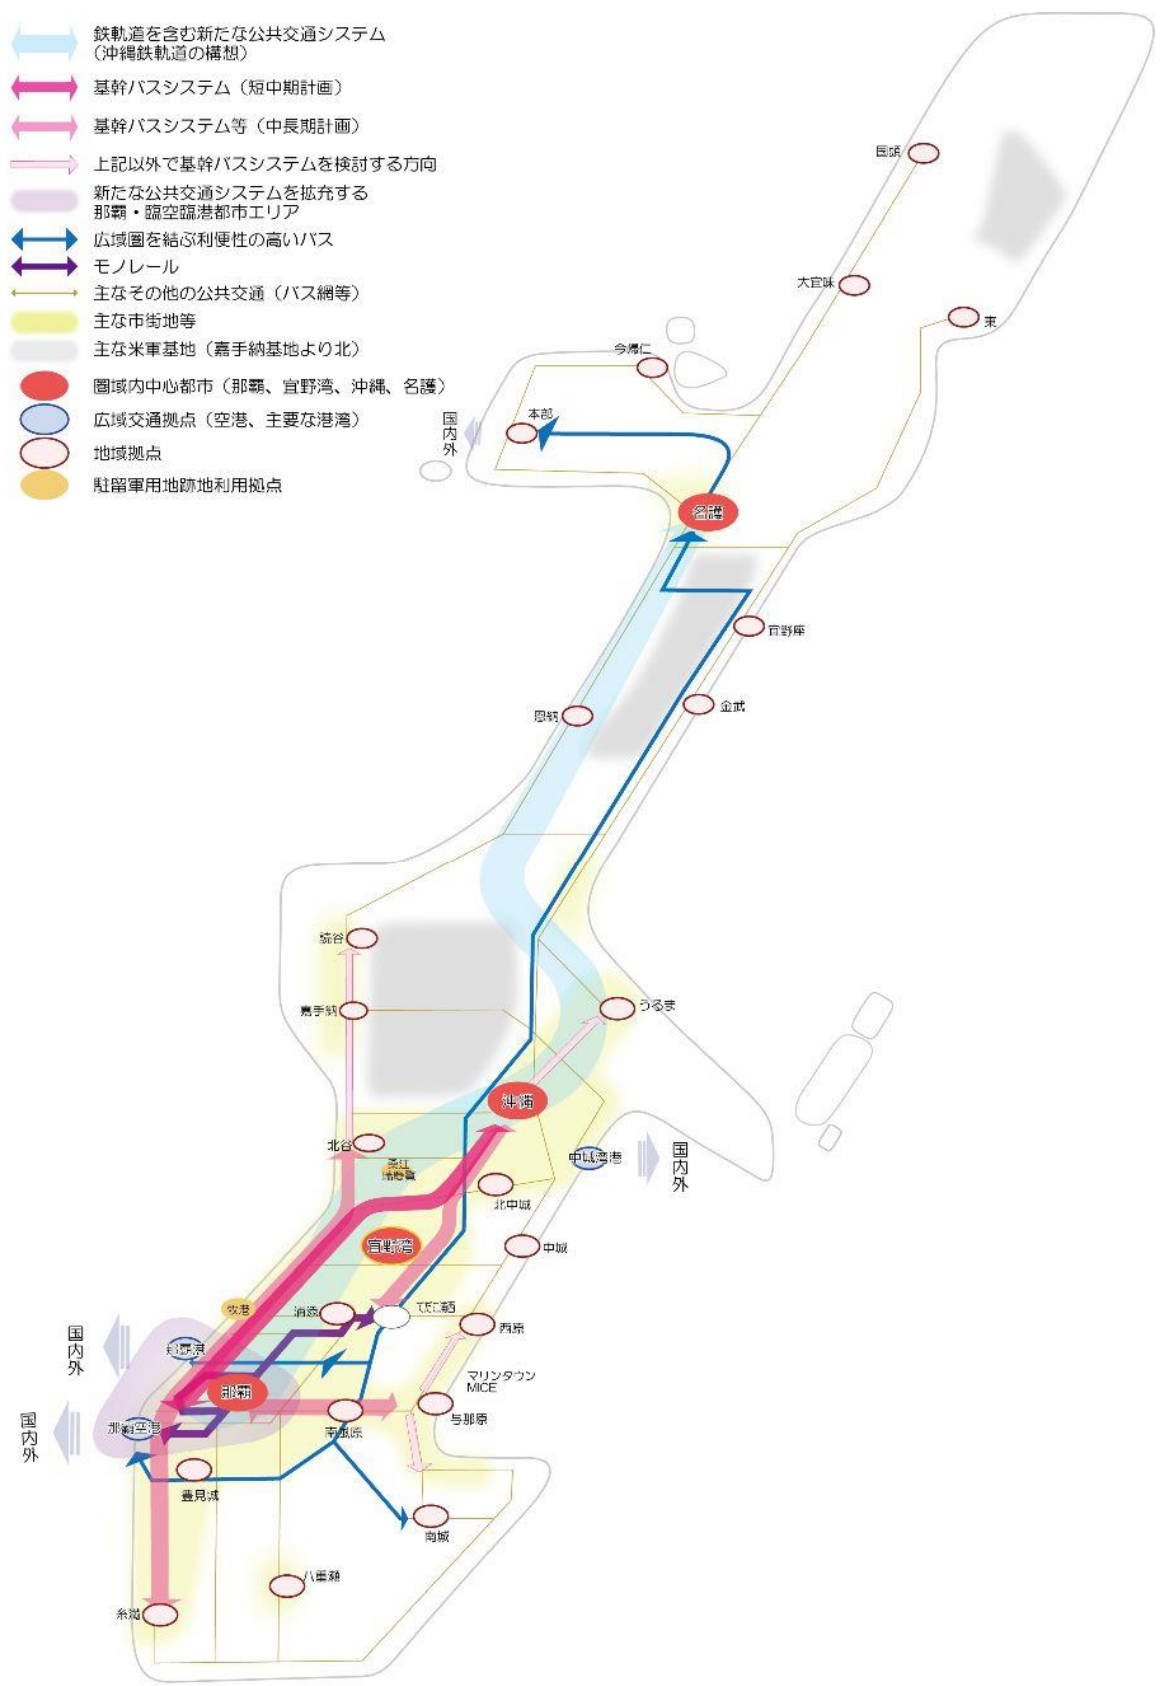 鉄軌道を含む新たな公共交通システム
(沖縄鉄軌道の構想)
基幹バスシステム（短中期計画）
基幹バスシステム等（中長期計画）
上記以外で基幹バスシステムを検討する方向
新たな公共交通システムを拡充する
那覇・臨空臨港都市エリア
広域圏を結ぶ利便性の高いバス
モノレール
主なその他の公共交通（バス網等）
主な市街地等
主な米軍基地（嘉手納基地より北）
圏域内中心都市（那覇、宜野湾、沖縄、名護）
広域交通拠点（空港、主要な港湾）
地域拠点
駐留軍用地跡地利用拠点
国頭
大宜味
東
今帰仁
本部
国内外
名護
宜野座
金武
恩納
読谷
嘉手納
うるま
沖縄
北谷
桑江
瑞慶覧
中城湾港
国内外
北中城
宜野湾
中城
牧港
浦添
てだこ浦西
西原
国内外
那覇港
マリンタウン
MICE
那覇
与那原
国内外
那覇空港
南風原
豊見城
南城
八重瀬
糸満